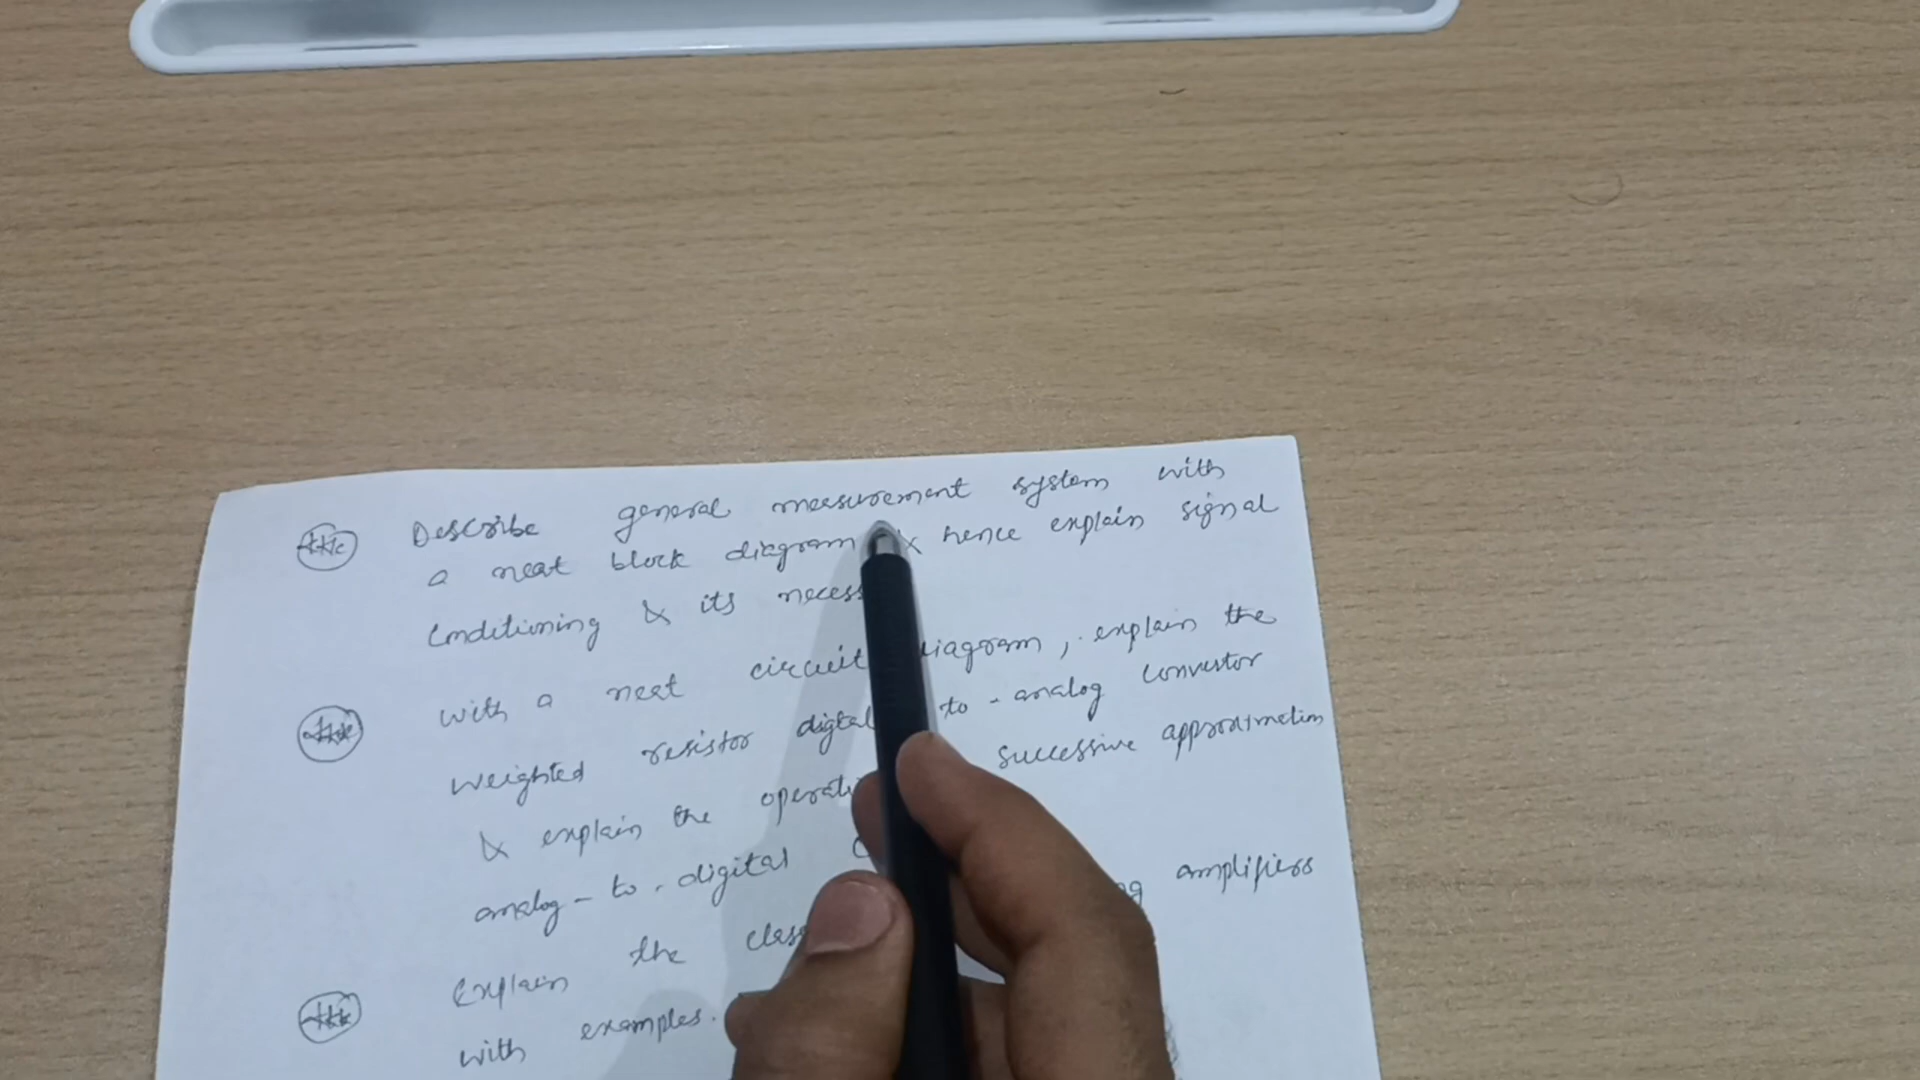 Describe general measurement system with
a neat block diagram & hence explain signal
Conditioning & its
with a neat circuit diagram, explain the
weighted resistor to - analog convertor
& explain the successive approximation
analog - to - digital
Explain the amplifiers
with examples.